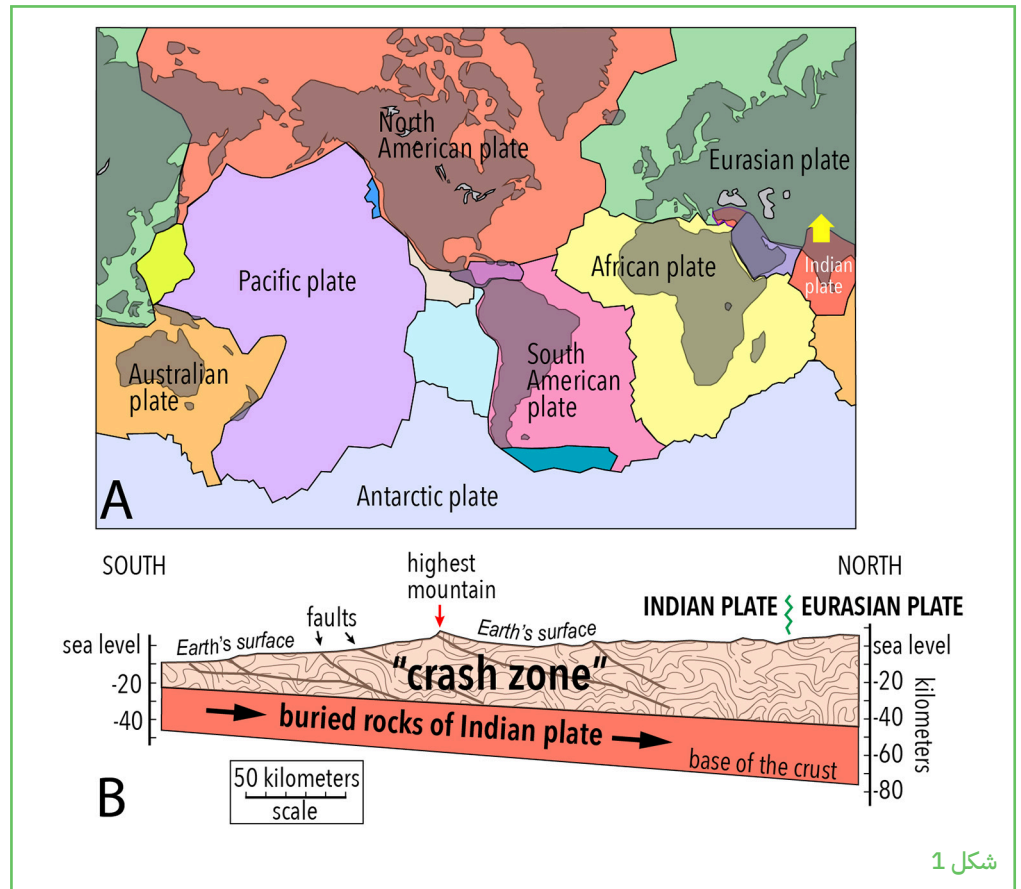 North
American plate
Eurasian plate
Pacific plate
African plate
Indian
plate
Australian
plate
South
American
plate
Antarctic plate
A
SOUTH
highest
mountain
NORTH
INDIAN PLATE
EURASIAN PLATE
faults
sea level
Earth's surface
Earth's surface
sea level
"crash zone"
-20
-20
-40
-40
-60
-80
kilometers
buried rocks of Indian plate
base of the crust
B
50 kilometers
scale
شكل 1